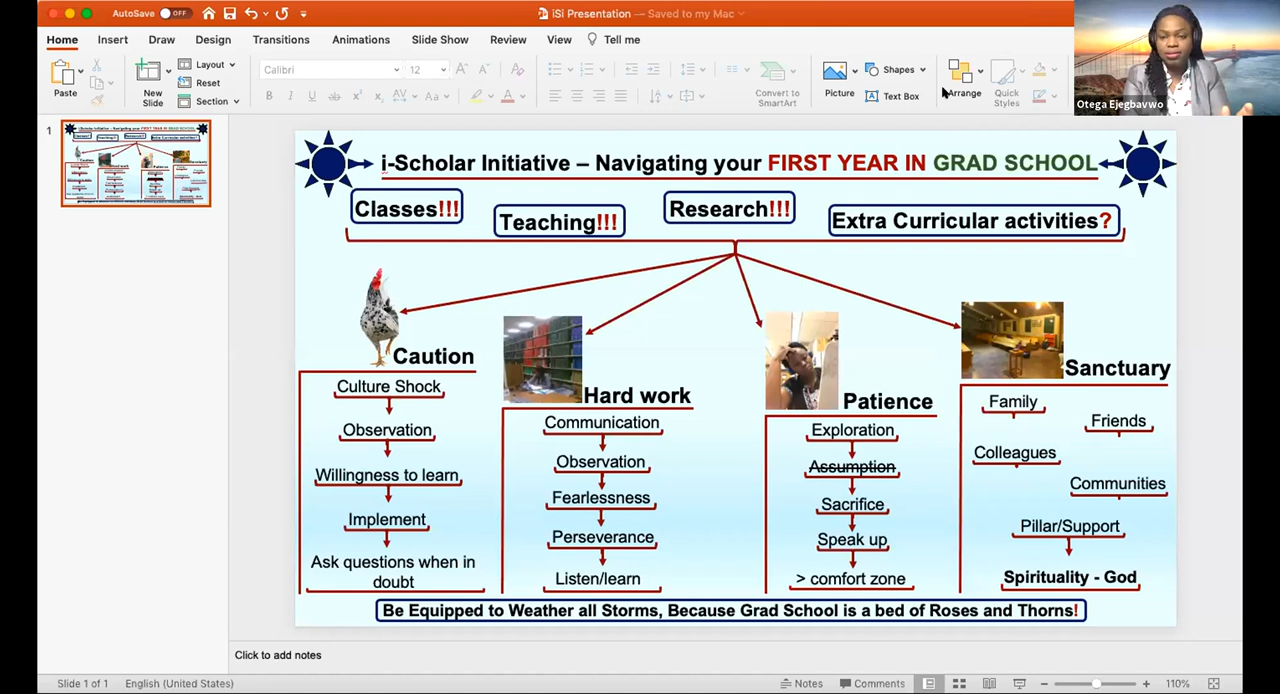 AutoSave OFF
iSi Presentation — Saved to my Mac
Home Insert Draw Design Transitions Animations Slide Show Review View Tell me
Paste
New Slide
Layout
Reset
Section
Calibri 12
Convert to SmartArt
Picture
Shapes
Text Box
Arrange
Quick Styles
Otega Ejegbavwo
1
i-Scholar Initiative – Navigating your FIRST YEAR IN GRAD SCHOOL
Classes!!!
Teaching!!!
Research!!!
Extra Curricular activities?
Caution
Culture Shock
Observation
Willingness to learn
Implement
Ask questions when in
doubt
Hard work
Communication
Observation
Fearlessness
Perseverance
Listen/learn
Patience
Exploration
Assumption
Sacrifice
Speak up
> comfort zone
Sanctuary
Family
Friends
Colleagues
Communities
Pillar/Support
Spirituality - God
Be Equipped to Weather all Storms, Because Grad School is a bed of Roses and Thorns!
Click to add notes
Slide 1 of 1 English (United States) Notes Comments 110%